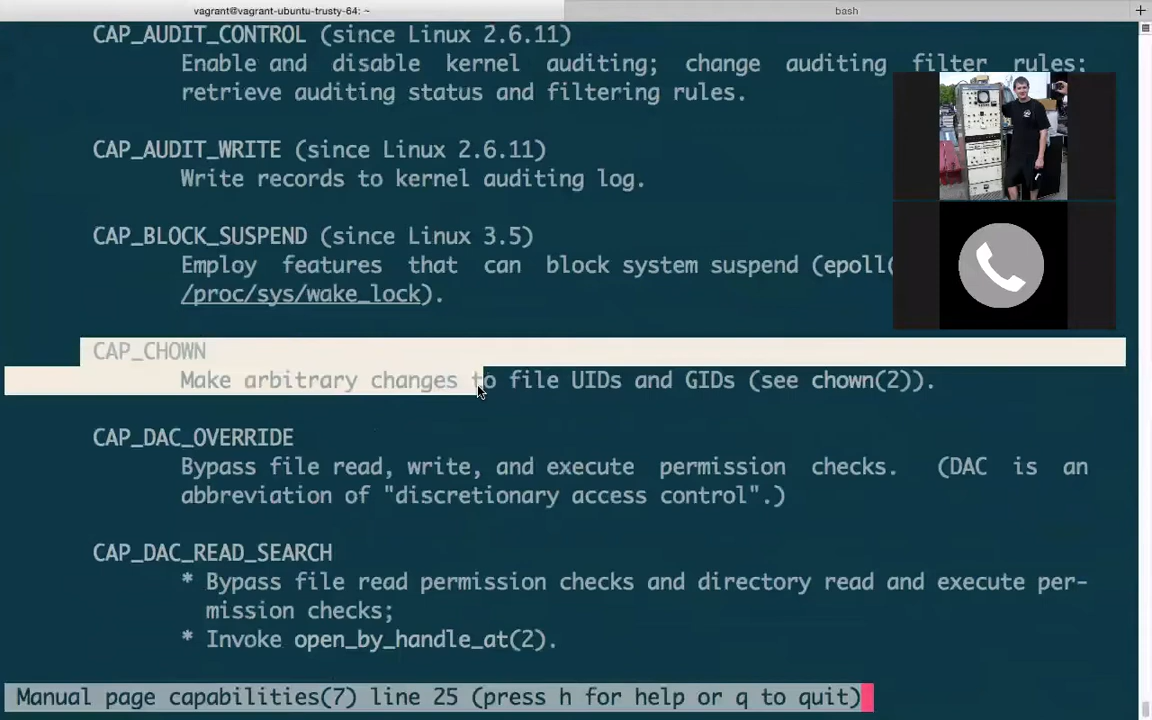 vagrant@vagrant-ubuntu-trusty-64: ~
bash
CAP_AUDIT_CONTROL (since Linux 2.6.11)
Enable and disable kernel auditing; change auditing filter rules;
retrieve auditing status and filtering rules.
CAP_AUDIT_WRITE (since Linux 2.6.11)
Write records to kernel auditing log.
CAP_BLOCK_SUSPEND (since Linux 3.5)
Employ features that can block system suspend (epoll(
/proc/sys/wake_lock).
CAP_CHOWN
Make arbitrary changes to file UIDs and GIDs (see chown(2)).
CAP_DAC_OVERRIDE
Bypass file read, write, and execute permission checks. (DAC is an
abbreviation of "discretionary access control".)
CAP_DAC_READ_SEARCH
* Bypass file read permission checks and directory read and execute per-
mission checks;
* Invoke open_by_handle_at(2).
Manual page capabilities(7) line 25 (press h for help or q to quit)